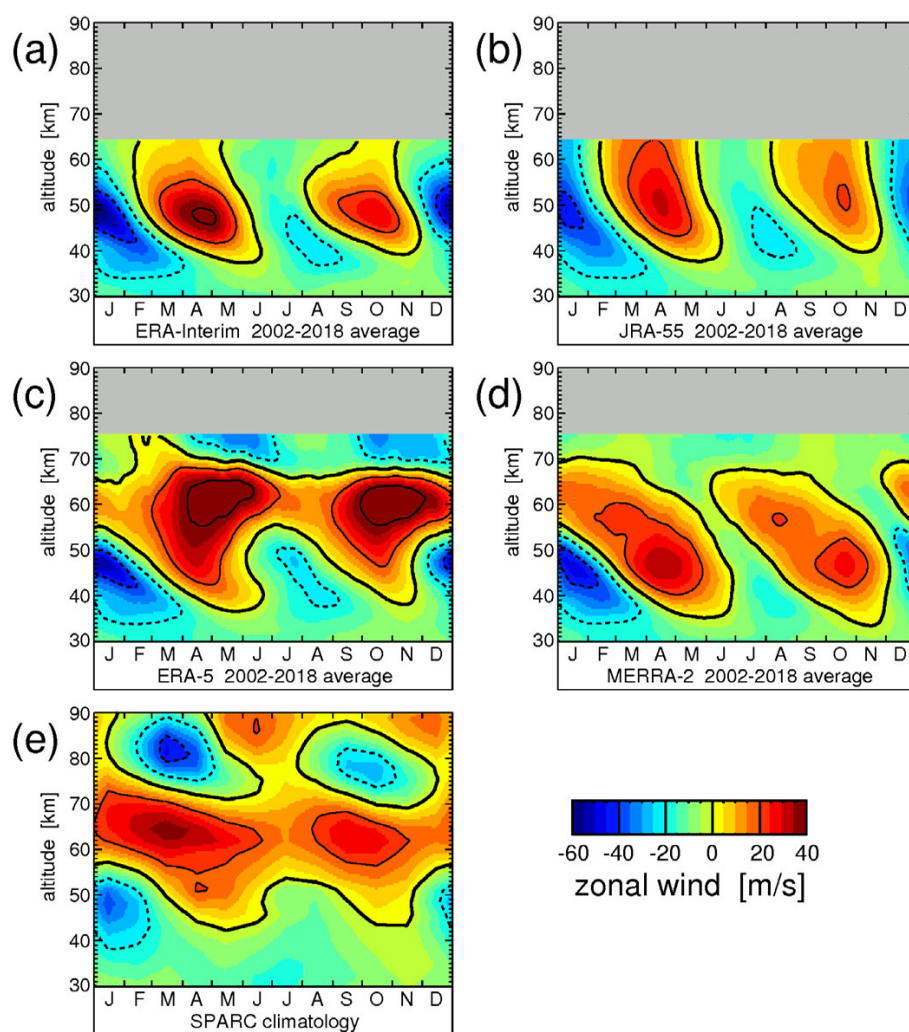 (a)
90
80
70
60
50
40
30
altitude [km]
J F M A M J J A S O N D
ERA-Interim 2002-2018 average
(b)
90
80
70
60
50
40
30
altitude [km]
J F M A M J J A S O N D
JRA-55 2002-2018 average
(c)
90
80
70
60
50
40
30
altitude [km]
J F M A M J J A S O N D
ERA-5 2002-2018 average
(d)
90
80
70
60
50
40
30
altitude [km]
J F M A M J J A S O N D
MERRA-2 2002-2018 average
(e)
90
80
70
60
50
40
30
altitude [km]
J F M A M J J A S O N D
SPARC climatology
-60 -40 -20 0 20 40
zonal wind [m/s]